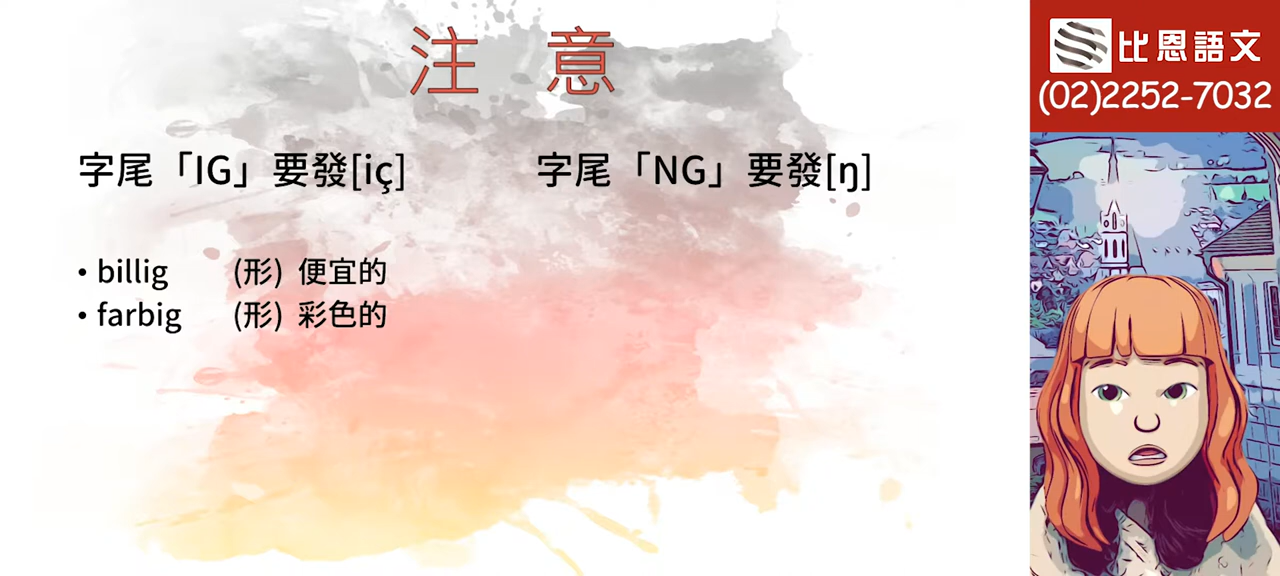 注 意
字尾「IG」要發[iç]
• billig (形) 便宜的
• farbig (形) 彩色的
字尾「NG」要發[ŋ]
比恩語文
(02)2252-7032